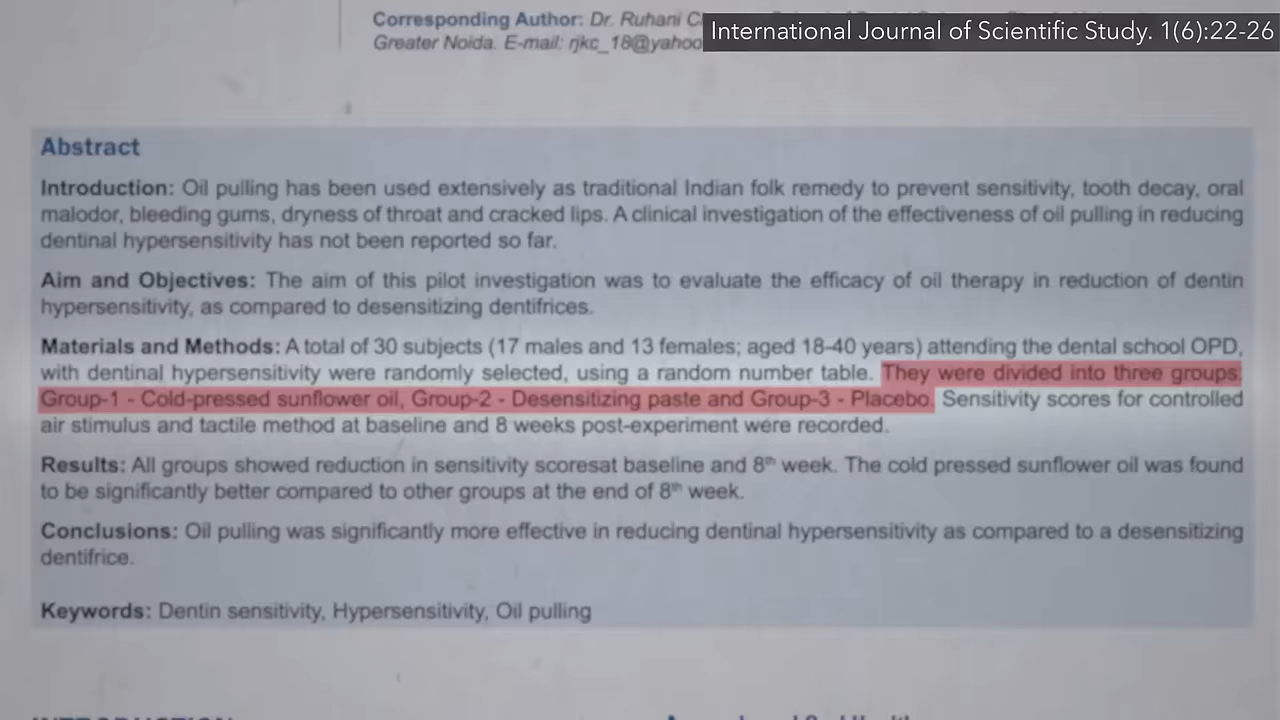 Corresponding Author: Dr. Ruhani
International Journal of Scientific Study. 1(6):22-26
Greater Noida. E-mail: rjkc_18@yahoo
Abstract
Introduction: Oil pulling has been used extensively as traditional Indian folk remedy to prevent sensitivity, tooth decay, oral
malodor, bleeding gums, dryness of throat and cracked lips. A clinical investigation of the effectiveness of oil pulling in reducing
dentinal hypersensitivity has not been reported so far.
Aim and Objectives: The aim of this pilot investigation was to evaluate the efficacy of oil therapy in reduction of dentin
hypersensitivity, as compared to desensitizing dentifrices.
Materials and Methods: A total of 30 subjects (17 males and 13 females; aged 18-40 years) attending the dental school OPD,
with dentinal hypersensitivity were randomly selected, using a random number table. They were divided into three groups
Group-1 - Cold-pressed sunflower oil, Group-2 - Desensitizing paste and Group-3 - Placebo. Sensitivity scores for controlled
air stimulus and tactile method at baseline and 8 weeks post-experiment were recorded.
Results: All groups showed reduction in sensitivity scoresat baseline and 8th week. The cold pressed sunflower oil was found
to be significantly better compared to other groups at the end of 8th week.
Conclusions: Oil pulling was significantly more effective in reducing dentinal hypersensitivity as compared to a desensitizing
dentifrice.
Keywords: Dentin sensitivity, Hypersensitivity, Oil pulling